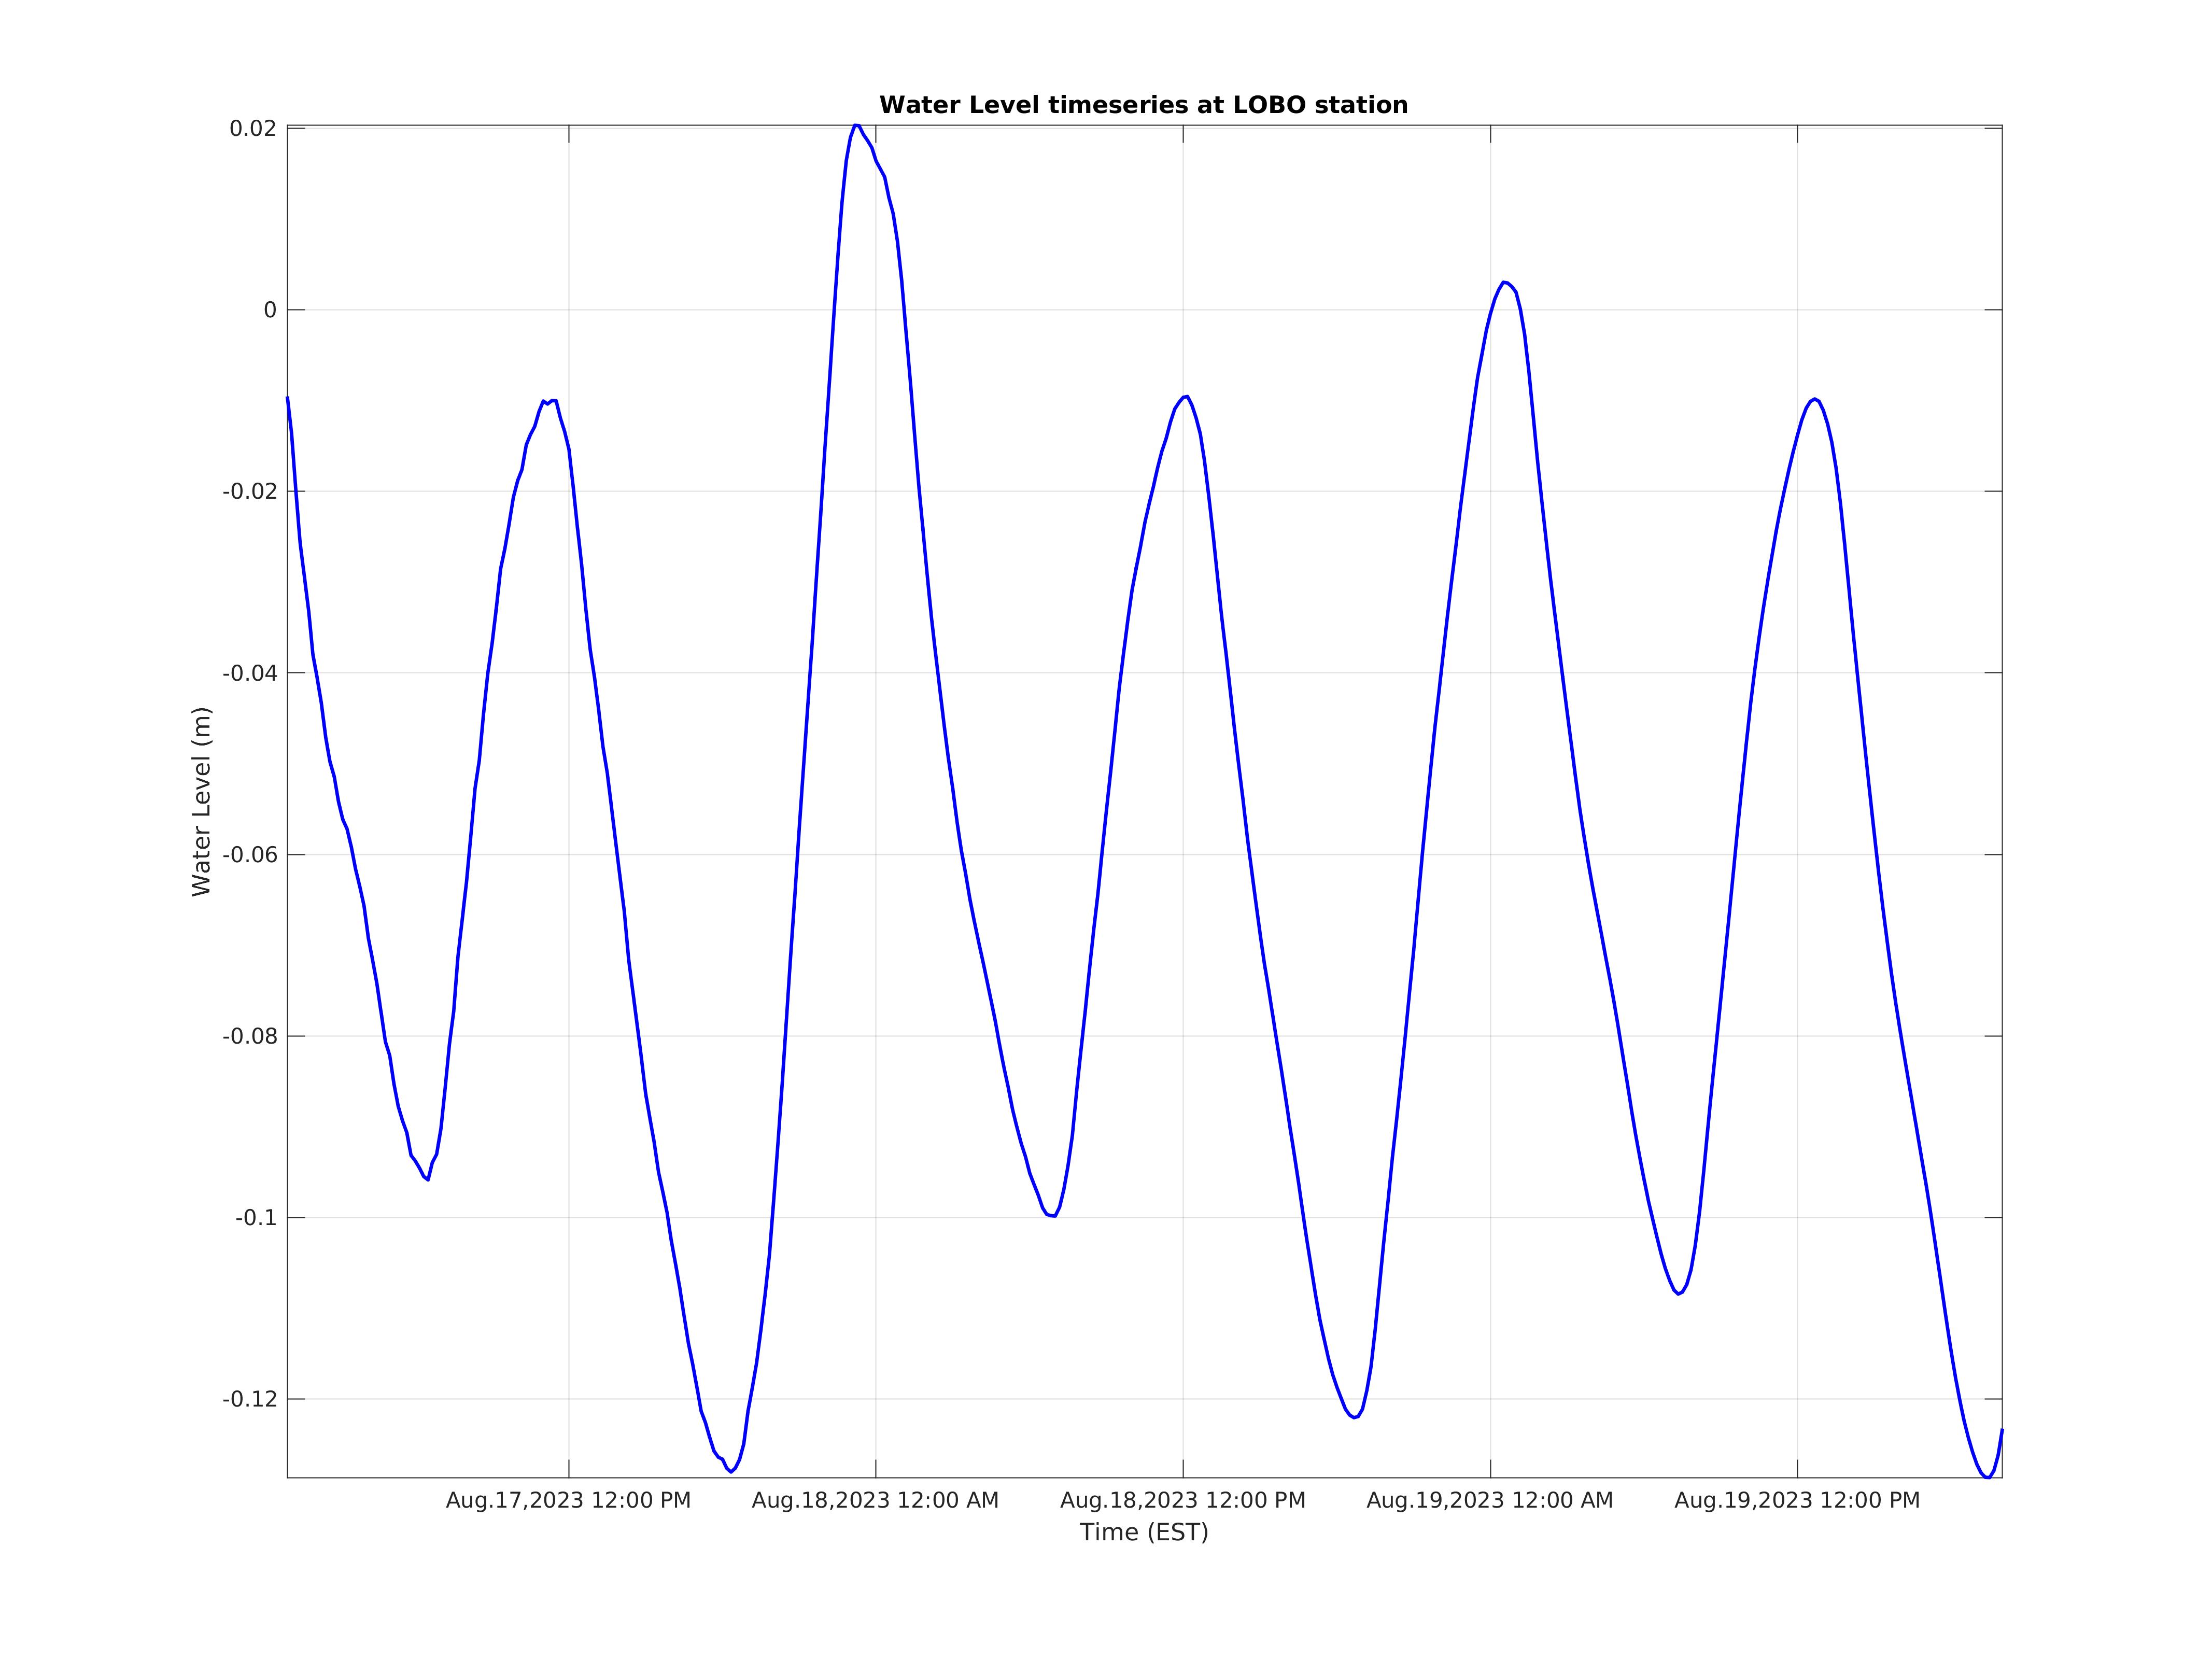 Water Level timeseries at LOBO station
0.02
0
-0.02
-0.04
-0.06
-0.08
-0.1
-0.12
Water Level (m)
Aug.17,2023 12:00 PM Aug.18,2023 12:00 AM Aug.18,2023 12:00 PM Aug.19,2023 12:00 AM Aug.19,2023 12:00 PM
Time (EST)